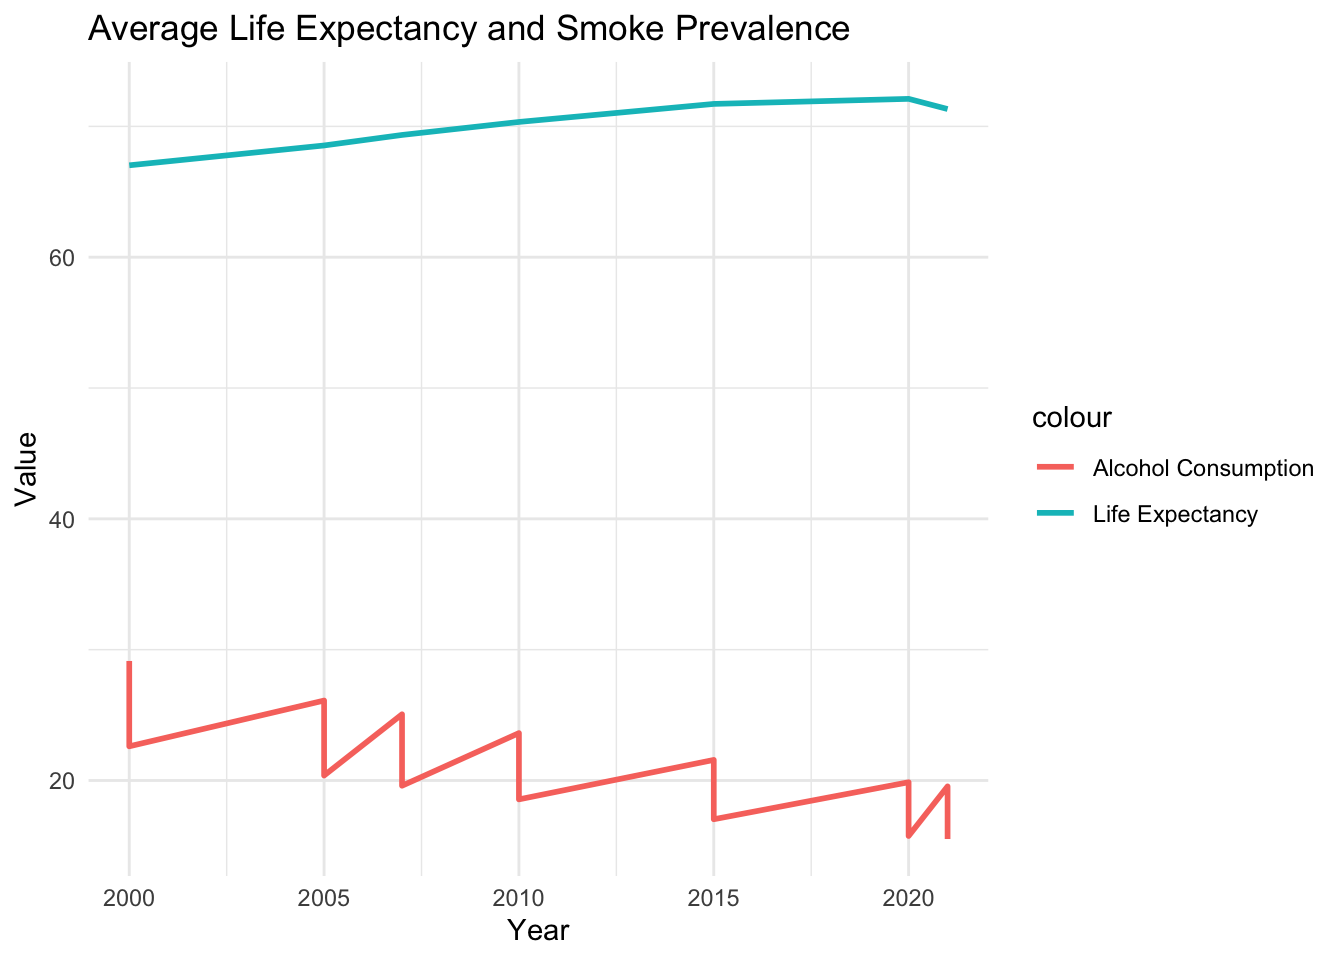 Average Life Expectancy and Smoke Prevalence
60
40
20
Value
2000 2005 2010 2015 2020
Year
colour
Alcohol Consumption
Life Expectancy